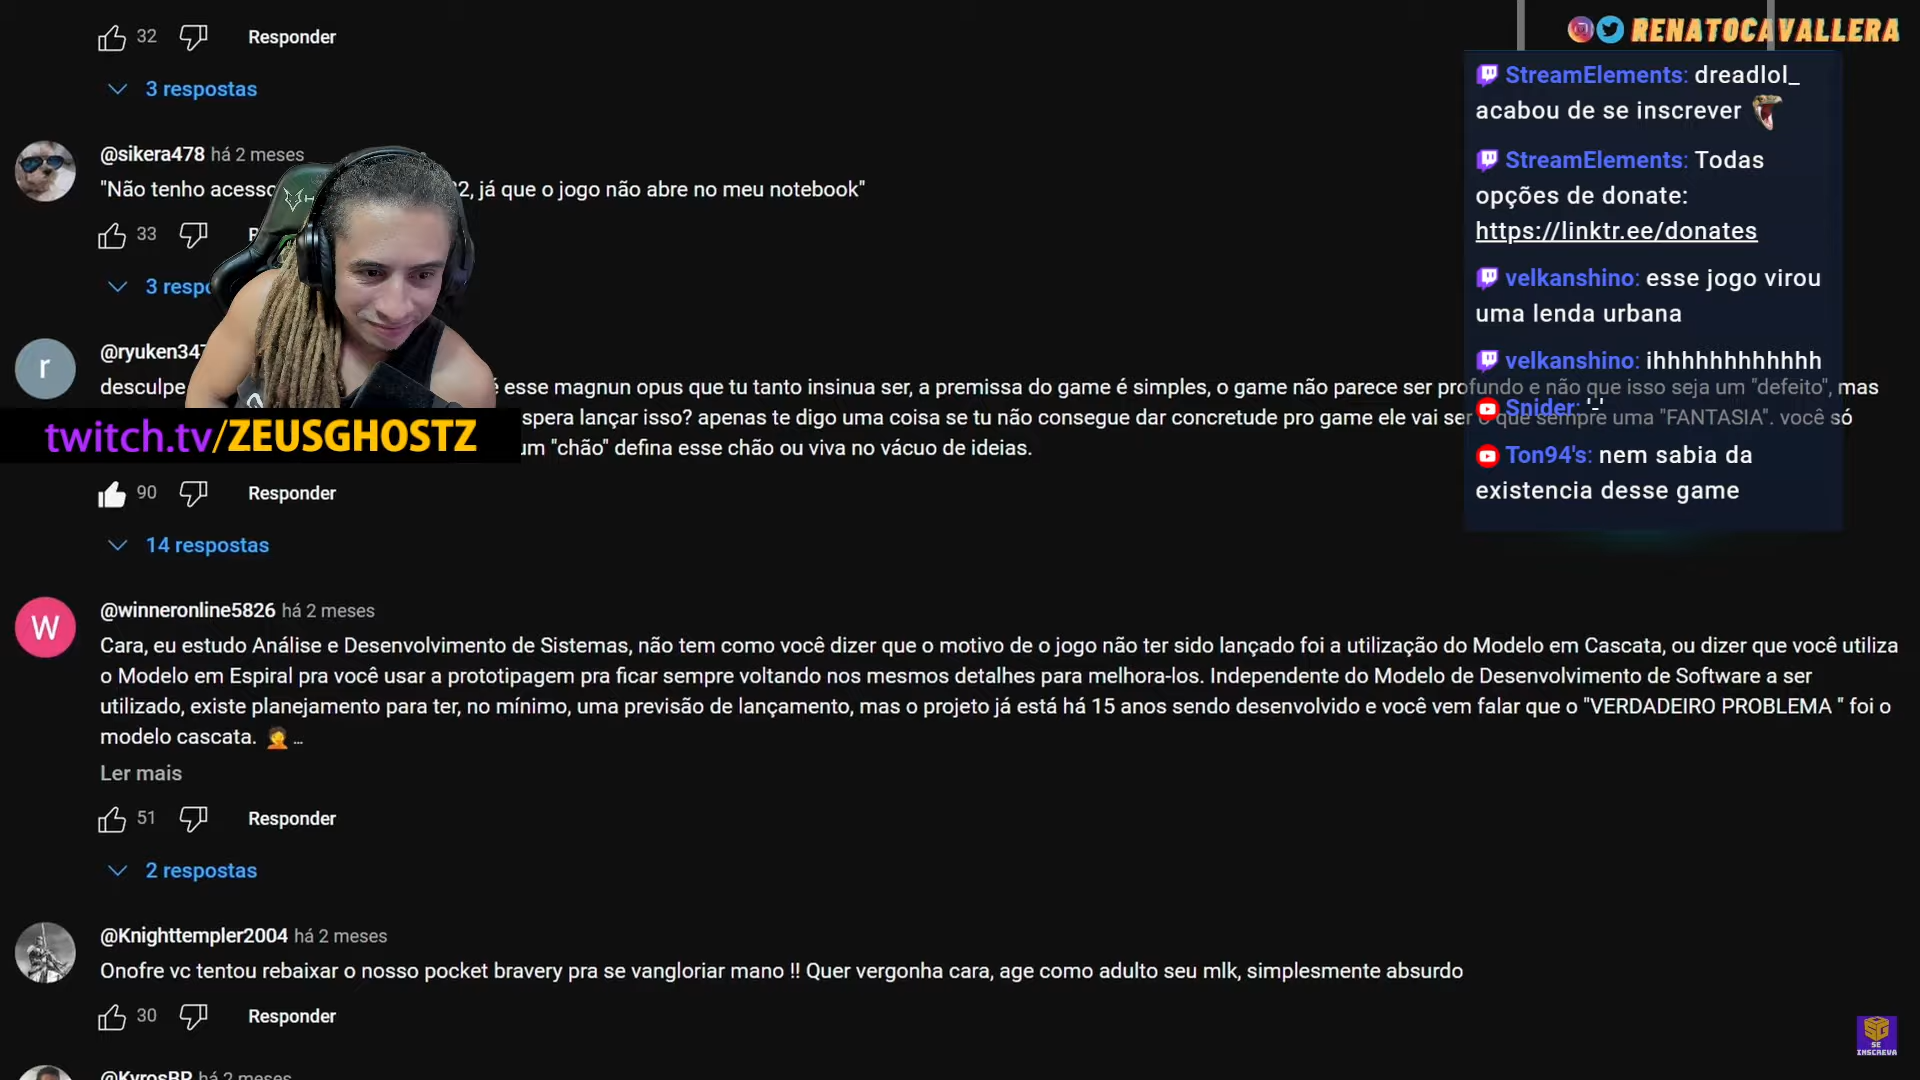 32 Responder
3 respostas
@sikera478 há 2 meses
"Não tenho acesso 2, já que o jogo não abre no meu notebook"
33
3 respo
@ryuken347
desculpe é esse magnun opus que tu tanto insinua ser, a premissa do game é simples, o game não parece ser profundo e não que isso seja um "defeito", mas
spera lançar isso? apenas te digo uma coisa se tu não consegue dar concretude pro game ele vai ser o que sempre uma "FANTASIA". você só
um "chão" defina esse chão ou viva no vácuo de ideias.
90 Responder
14 respostas
W
@winneronline5826 há 2 meses
Cara, eu estudo Análise e Desenvolvimento de Sistemas, não tem como você dizer que o motivo de o jogo não ter sido lançado foi a utilização do Modelo em Cascata, ou dizer que você utiliza
o Modelo em Espiral pra você usar a prototipagem pra ficar sempre voltando nos mesmos detalhes para melhora-los. Independente do Modelo de Desenvolvimento de Software a ser
utilizado, existe planejamento para ter, no mínimo, uma previsão de lançamento, mas o projeto já está há 15 anos sendo desenvolvido e você vem falar que o "VERDADEIRO PROBLEMA " foi o
modelo cascata. 🤦 ...
Ler mais
51 Responder
2 respostas
@Knighttempler2004 há 2 meses
Onofre vc tentou rebaixar o nosso pocket bravery pra se vangloriar mano !! Quer vergonha cara, age como adulto seu mlk, simplesmente absurdo
30 Responder
@KyrosBR há 2 meses
r
twitch.tv/ZEUSGHOSTZ
RENATOCAVALLERA
StreamElements: dreadlol_
acabou de se inscrever
StreamElements: Todas
opções de donate:
https://linktr.ee/donates
velkanshino: esse jogo virou
uma lenda urbana
velkanshino: ihhhhhhhhhhhh
Snider: '-'
Ton94's: nem sabia da
existencia desse game
SG
SE
INSCREVA